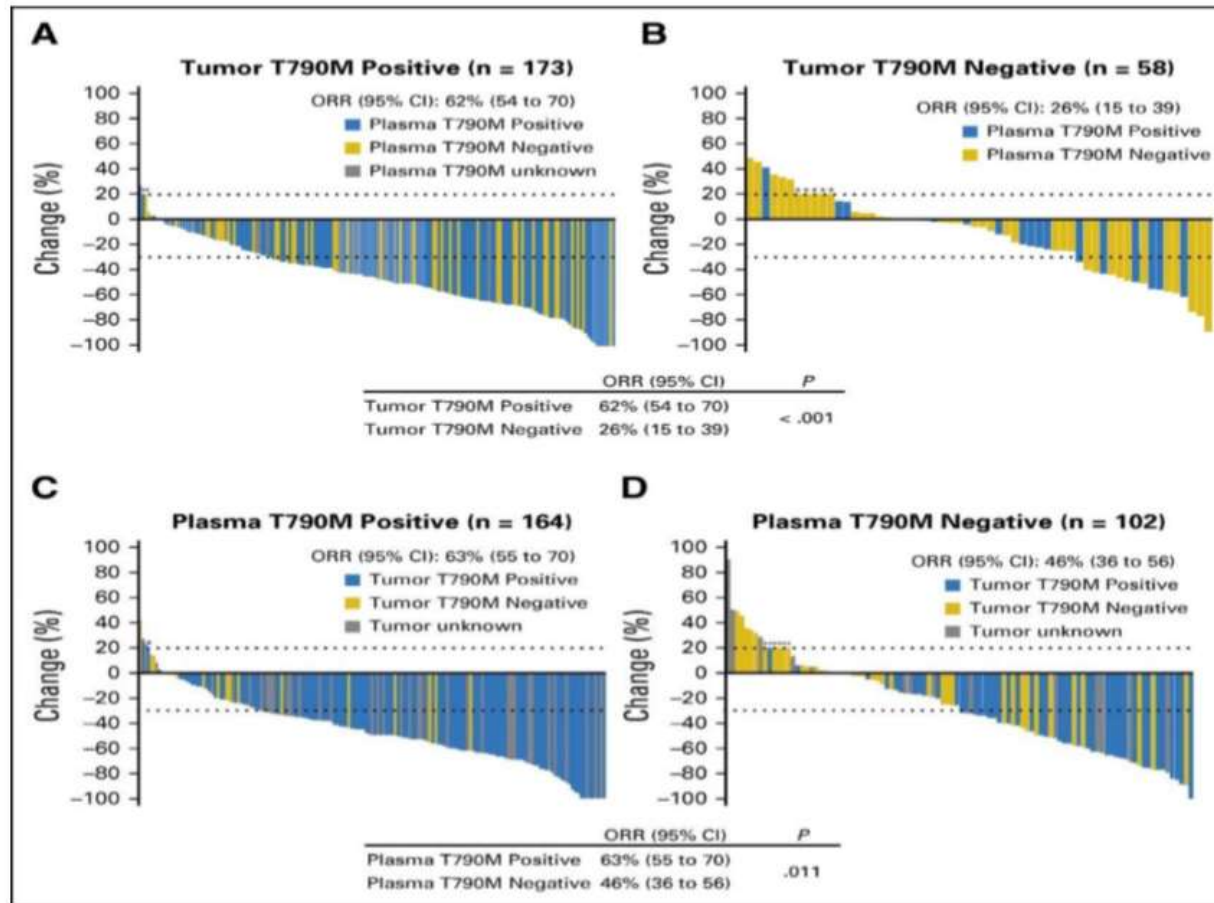 A
Tumor T790M Positive (n = 173)
ORR (95% CI): 62% (54 to 70)
Plasma T790M Positive
Plasma T790M Negative
Plasma T790M unknown
Change (%)
100
80
60
40
20
0
−20
−40
−60
−80
−100
B
Tumor T790M Negative (n = 58)
ORR (95% CI): 26% (15 to 39)
Plasma T790M Positive
Plasma T790M Negative
Change (%)
100
80
60
40
20
0
−20
−40
−60
−80
−100
ORR (95% CI) P
Tumor T790M Positive 62% (54 to 70)
< .001
Tumor T790M Negative 26% (15 to 39)
C
Plasma T790M Positive (n = 164)
ORR (95% CI): 63% (55 to 70)
Tumor T790M Positive
Tumor T790M Negative
Tumor unknown
Change (%)
100
80
60
40
20
0
−20
−40
−60
−80
−100
D
Plasma T790M Negative (n = 102)
ORR (95% CI): 46% (36 to 56)
Tumor T790M Positive
Tumor T790M Negative
Tumor unknown
Change (%)
100
80
60
40
20
0
−20
−40
−60
−80
−100
ORR (95% CI) P
Plasma T790M Positive 63% (55 to 70)
.011
Plasma T790M Negative 46% (36 to 56)